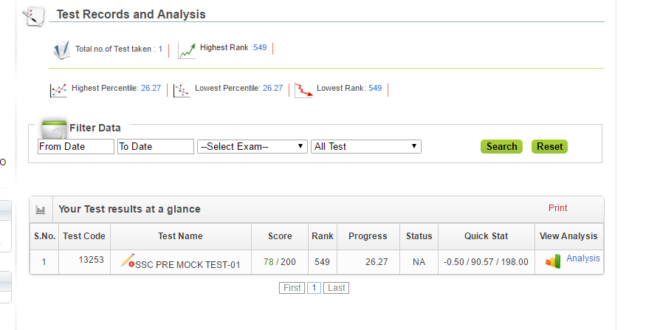 Test Records and Analysis
Total no.of Test taken : 1 | Highest Rank :549 |
Highest Percentile: 26.27 | Lowest Percentile: 26.27 | Lowest Rank: 549 |
Filter Data
From Date To Date --Select Exam-- All Test Search Reset
Your Test results at a glance Print
S.No. Test Code Test Name Score Rank Progress Status Quick Stat View Analysis
1 13253 SSC PRE MOCK TEST-01 78 / 200 549 26.27 NA -0.50 / 90.57 / 198.00 Analysis
First 1 Last